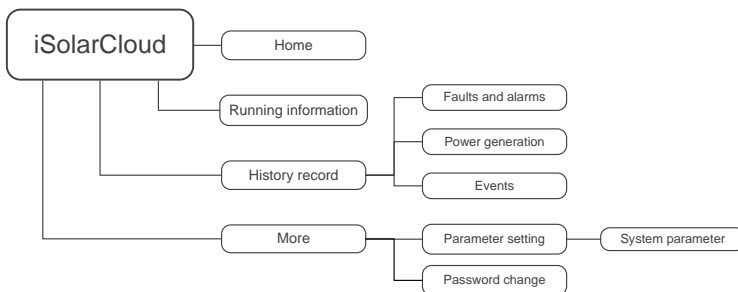 iSolarCloud
Home
Running information
Faults and alarms
Power generation
History record
Events
More
Parameter setting
System parameter
Password change